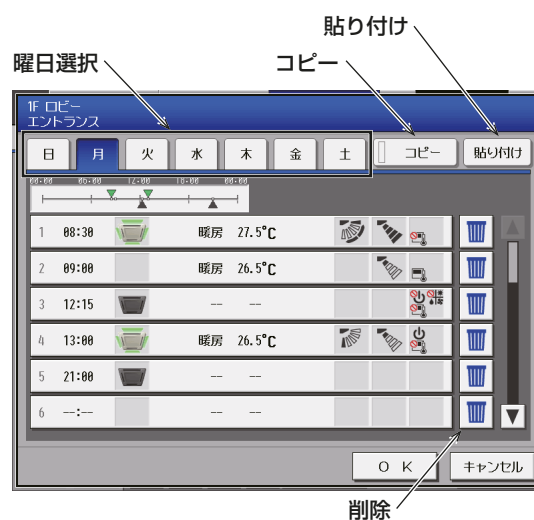 貼り付け
曜日選択
コピー
1F ロビー
エントランス
日 月 火 水 木 金 土 コピー 貼り付け
00:00 06:00 12:00 18:00 00:00
1 08:30 暖房 27.5°C
2 09:00 暖房 26.5°C
3 12:15 -- --
4 13:00 暖房 26.5°C
5 21:00 -- --
6 --:--
OK キャンセル
削除